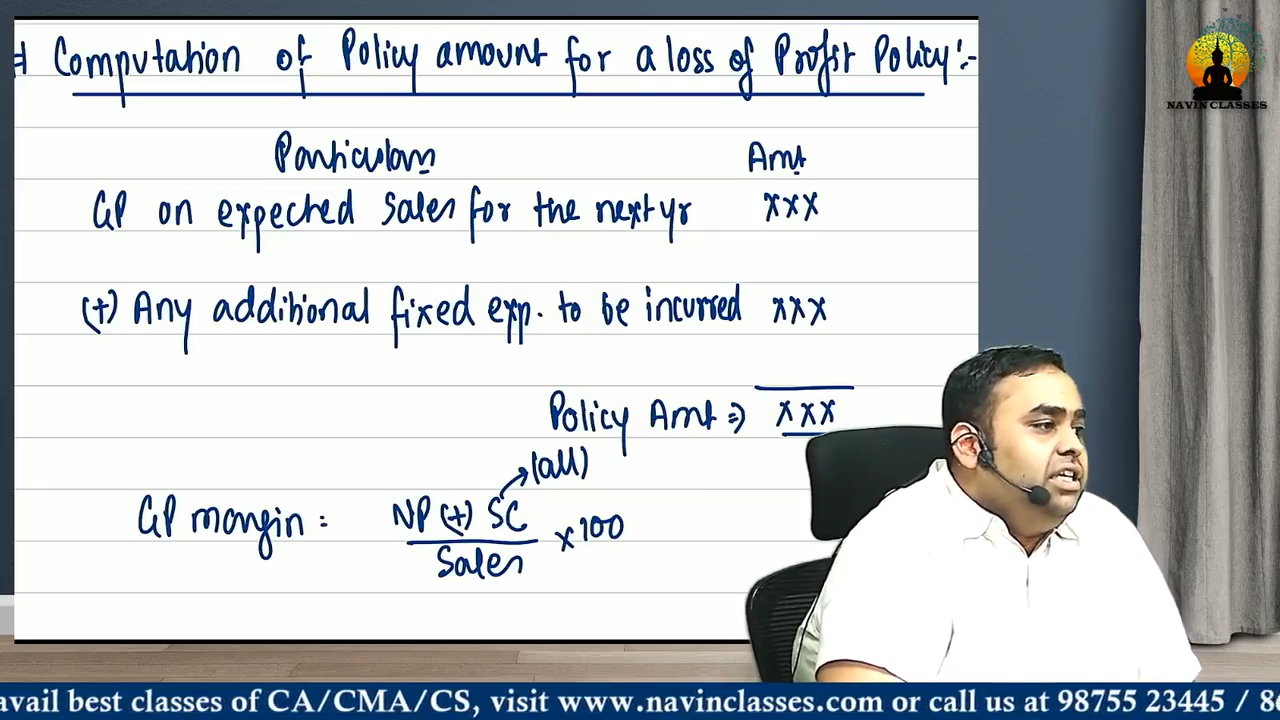 # Computation of Policy amount for a loss of Profit Policy:-
NAVIN CLASSES
Particulars Amt
GP on expected Sales for the next yr xxx
(+) Any additional fixed exp. to be incurred xxx
Policy Amt => xxx
(all)
GP margin = NP (+) SC
Sales
x 100
avail best classes of CA/CMA/CS, visit www.navinclasses.com or call us at 98755 23445 / 8